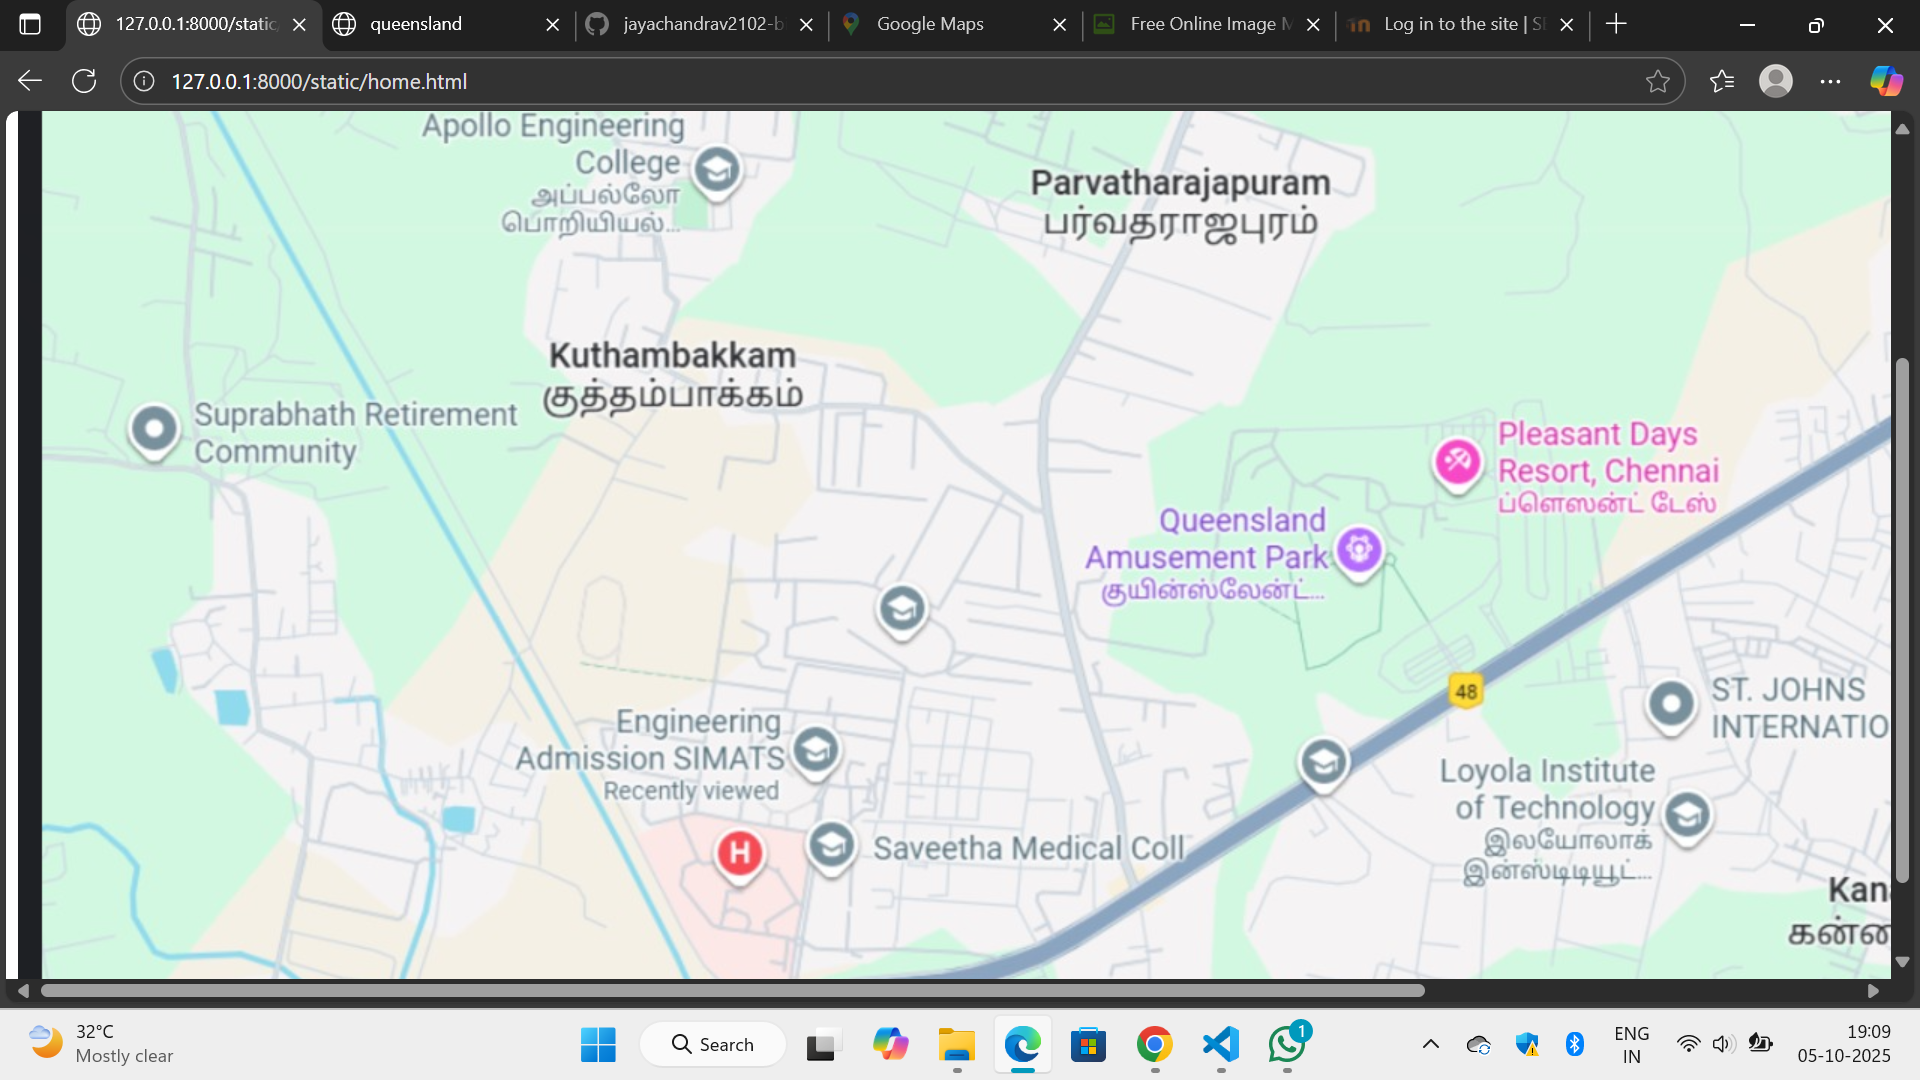 127.0.0.1:8000/static
queensland
jayachandrav2102-b
Google Maps
Free Online Image M
Log in to the site | SE
127.0.0.1:8000/static/home.html
Apollo Engineering
College
அப்பல்லோ
பொறியியல்...
Parvatharajapuram
பர்வதராஜபுரம்
Kuthambakkam
குத்தம்பாக்கம்
Suprabhath Retirement
Community
Pleasant Days
Resort, Chennai
ப்ளெஸன்ட் டேஸ்
Queensland
Amusement Park
குயின்ஸ்லேன்ட்...
48
ST. JOHNS
INTERNATIO
Engineering
Admission SIMATS
Recently viewed
Loyola Institute
of Technology
இலயோலாக்
இன்ஸ்டிடியூட்...
H
Saveetha Medical Coll
Kan
கன்ன
32°C
Mostly clear
Search
1
ENG
IN
19:09
05-10-2025